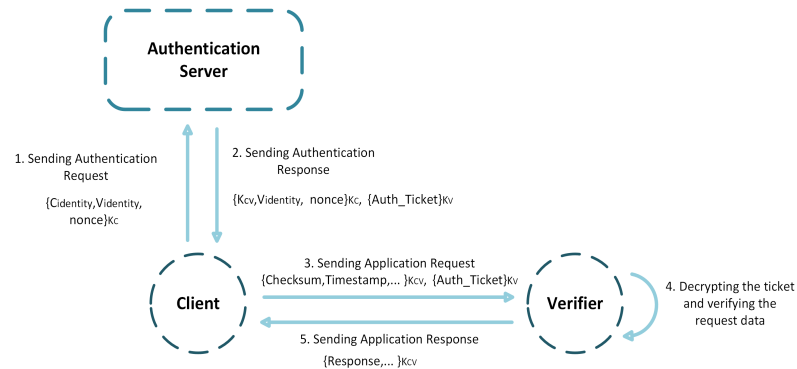 Authentication
Server
1. Sending Authentication
Request
{Cidentity,Videntity,
nonce}Kc
2. Sending Authentication
Response
{Kcv,Videntity, nonce}Kc, {Auth_Ticket}Kv
3. Sending Application Request
{Checksum,Timestamp,... }Kcv, {Auth_Ticket}Kv
Client
Verifier
4. Decrypting the ticket
and verifying the
request data
5. Sending Application Response
{Response,... }Kcv